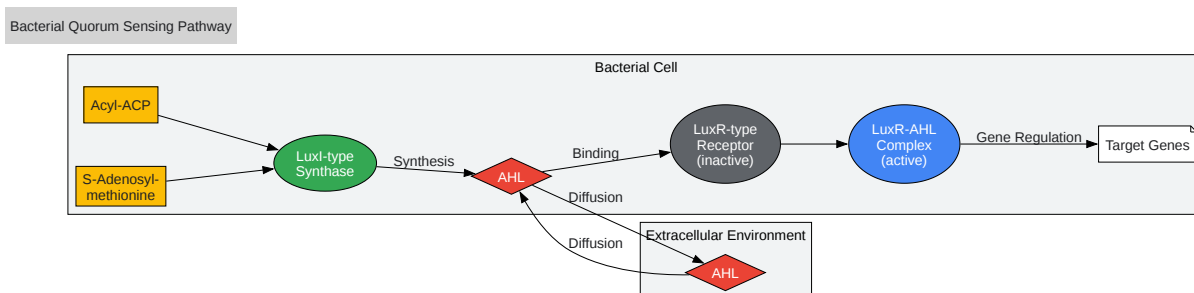 Bacterial Quorum Sensing Pathway
Bacterial Cell
Acyl-ACP
S-Adenosyl-
methionine
LuxI-type
Synthase
Synthesis
AHL
Binding
Diffusion
Diffusion
LuxR-type
Receptor
(inactive)
LuxR-AHL
Complex
(active)
Gene Regulation
Target Genes
Extracellular Environment
AHL